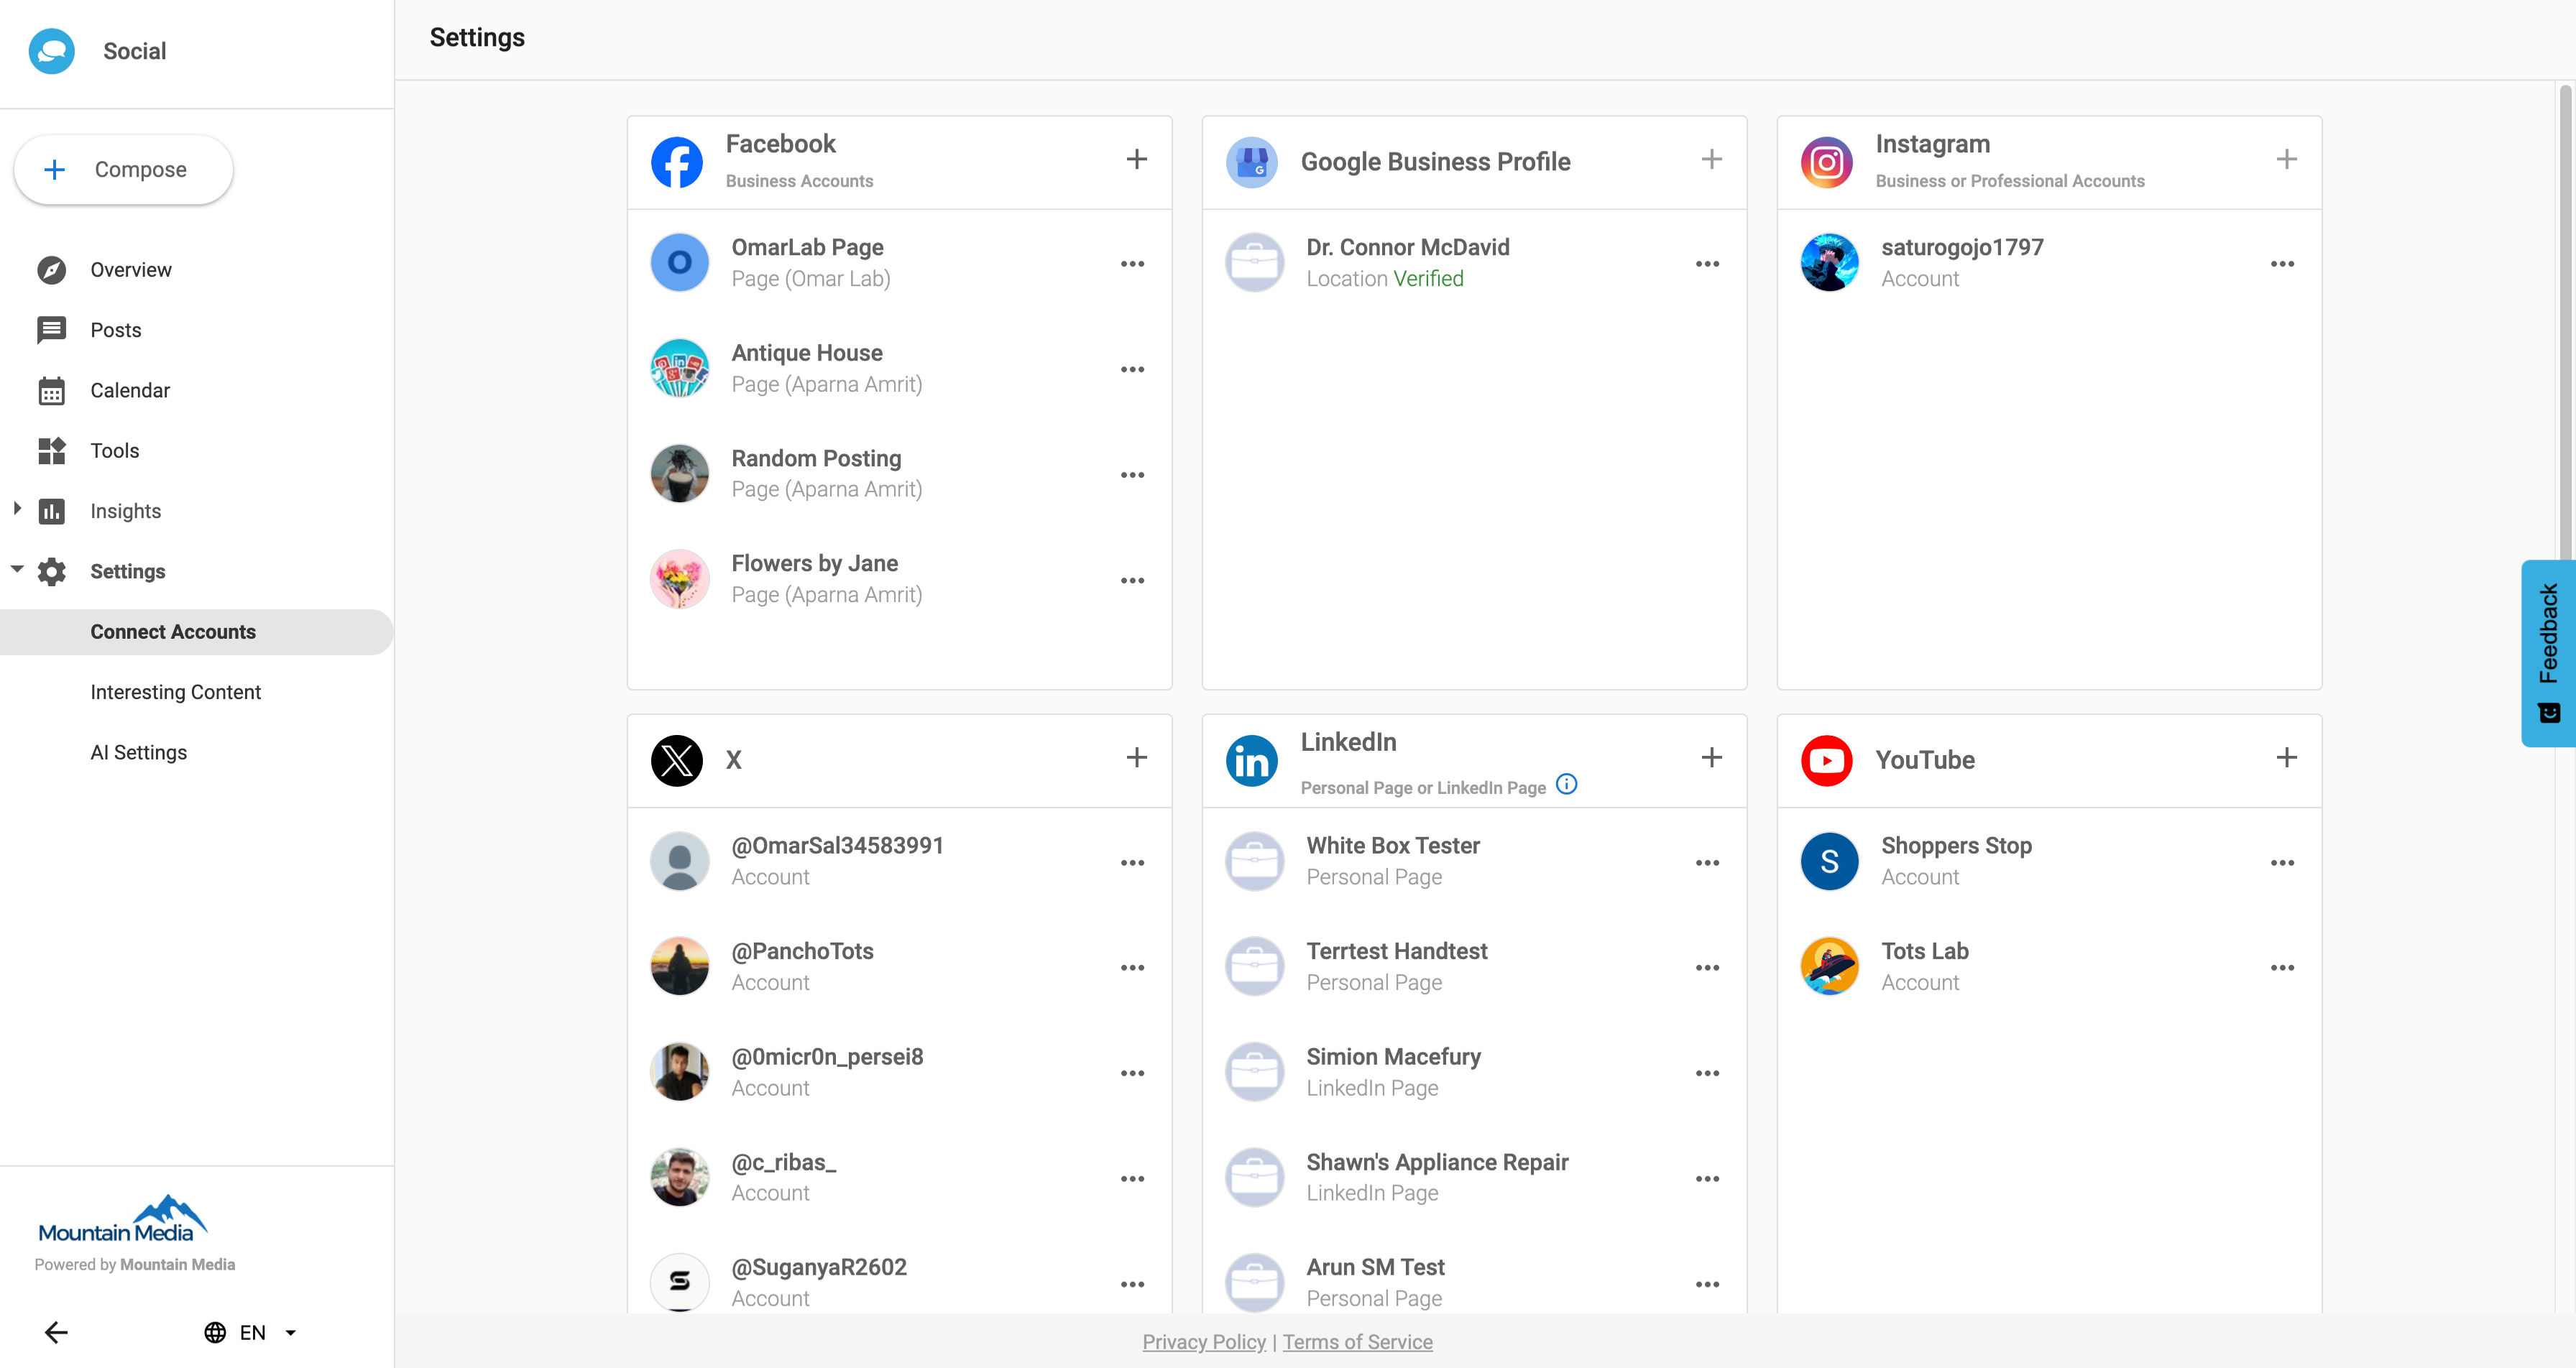 Social
Compose
Overview
Posts
Calendar
Tools
Insights
Settings
Connect Accounts
Interesting Content
AI Settings
Mountain Media
Powered by Mountain Media
EN
Settings
Facebook
Business Accounts
OmarLab Page
Page (Omar Lab)
Antique House
Page (Aparna Amrit)
Random Posting
Page (Aparna Amrit)
Flowers by Jane
Page (Aparna Amrit)
Google Business Profile
Dr. Connor McDavid
Location Verified
Instagram
Business or Professional Accounts
saturogojo1797
Account
X
@OmarSal34583991
Account
@PanchoTots
Account
@0micr0n_persei8
Account
@c_ribas_
Account
@SuganyaR2602
Account
LinkedIn
Personal Page or LinkedIn Page
White Box Tester
Personal Page
Terrtest Handtest
Personal Page
Simion Macefury
LinkedIn Page
Shawn's Appliance Repair
LinkedIn Page
Arun SM Test
Personal Page
YouTube
Shoppers Stop
Account
Tots Lab
Account
Feedback
Privacy Policy | Terms of Service